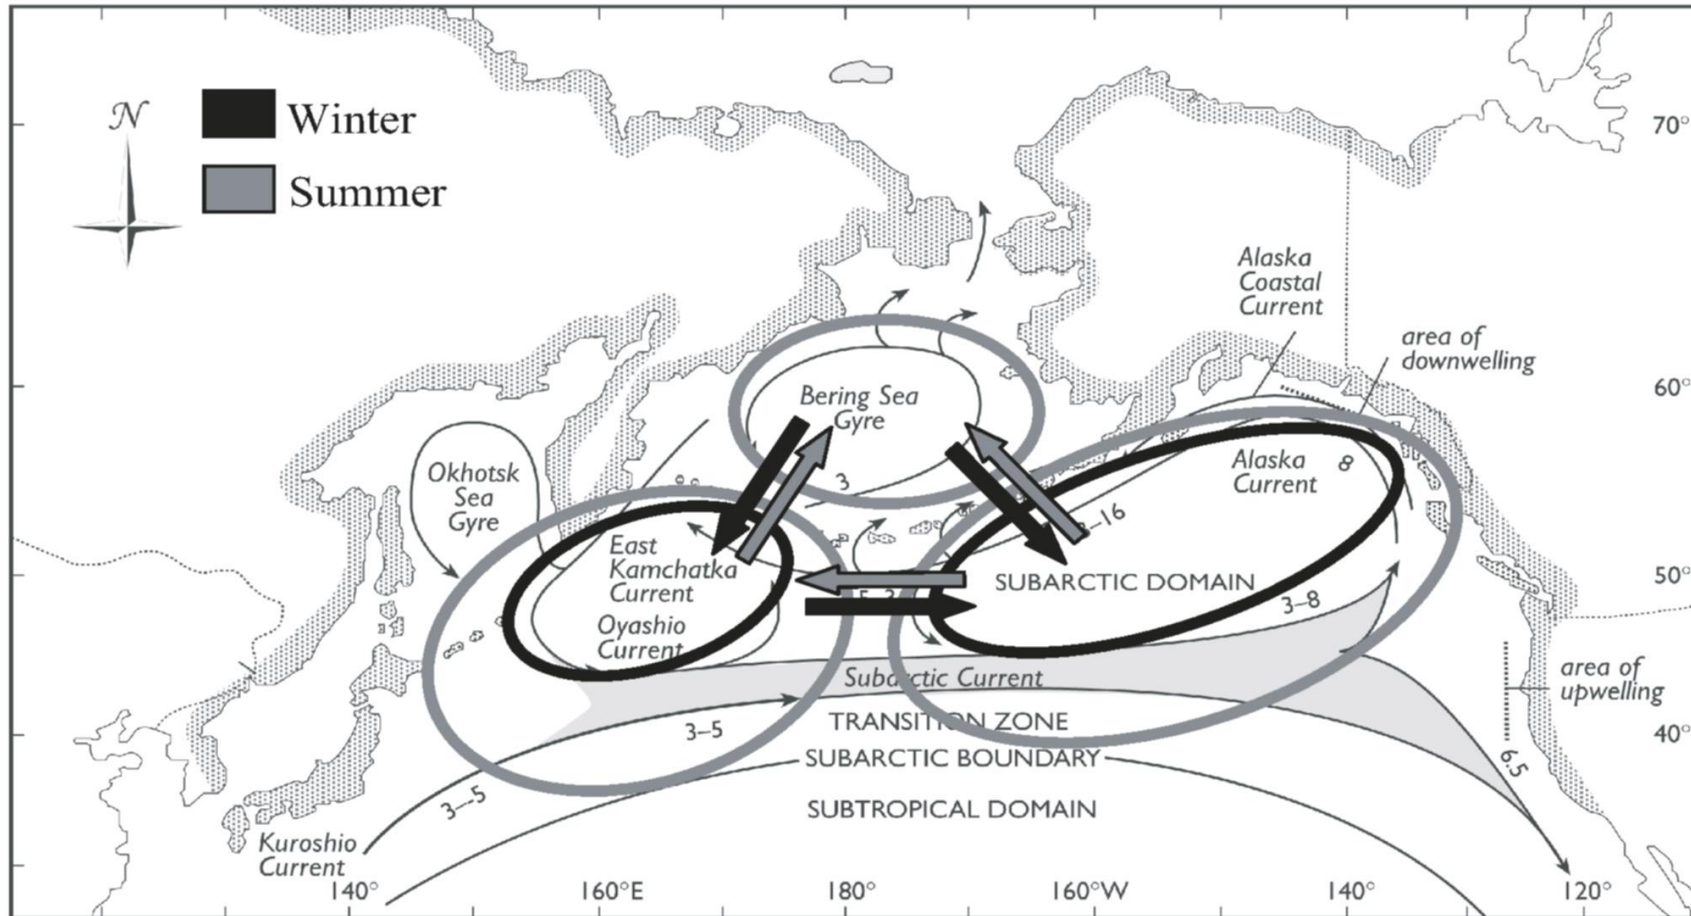 N
Winter
Summer
70°
60°
50°
40°
Alaska
Coastal
Current
area of
downwelling
Bering Sea
Gyre
3
Okhotsk
Sea
Gyre
Alaska
Current
8
–16
East
Kamchatka
Current
Oyashio
Current
SUBARCTIC DOMAIN
3–8
Subarctic Current
area of
upwelling
3–5
TRANSITION ZONE
SUBARCTIC BOUNDARY
6.5
3–5
SUBTROPICAL DOMAIN
Kuroshio
Current
140°
160°E
180°
160°W
140°
120°